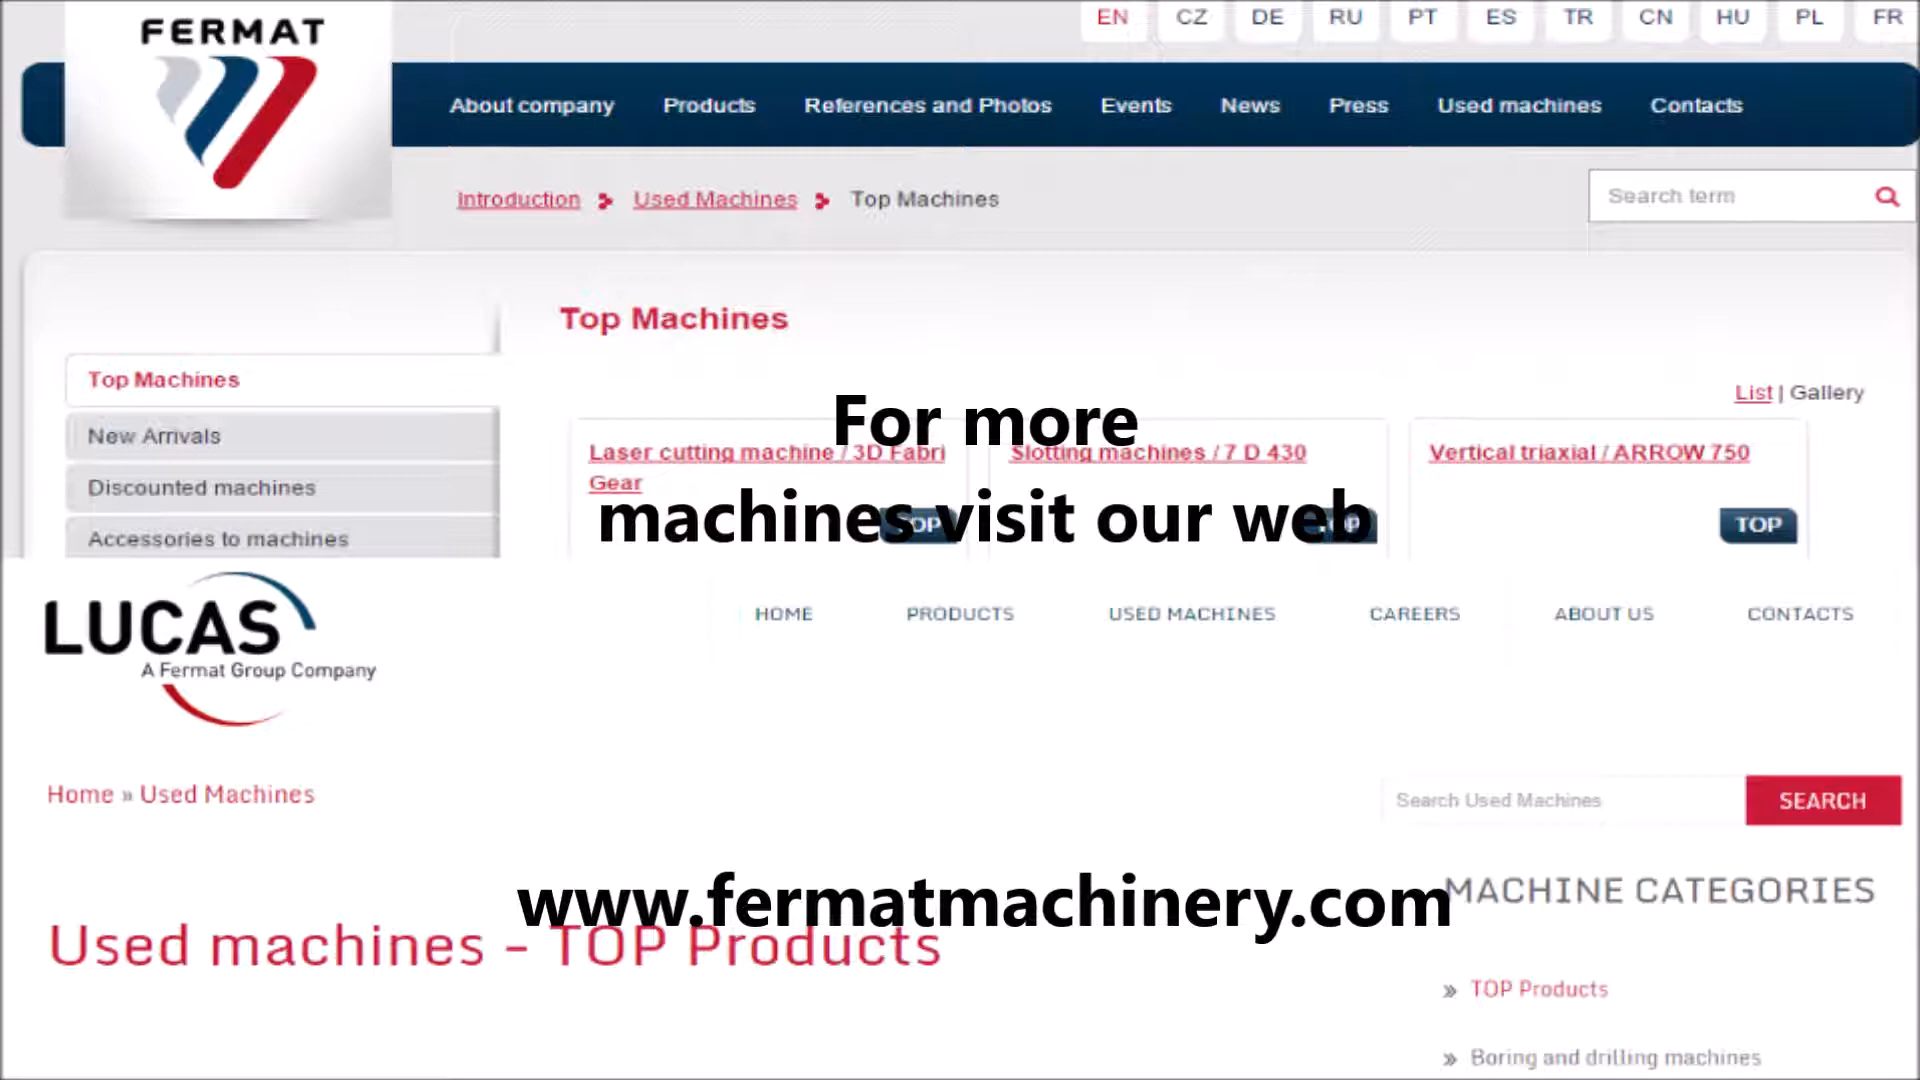 FERMAT
EN CZ DE RU PT ES TR CN HU PL FR
About company Products References and Photos Events News Press Used machines Contacts
Introduction Used Machines Top Machines
Search term
Top Machines
Top Machines
List | Gallery
New Arrivals
Discounted machines
Accessories to machines
For more
machines visit our web
Laser cutting machine / 3D Fabri
Gear
Slotting machines / 7 D 430
Vertical triaxial / ARROW 750
TOP
TOP
TOP
LUCAS
A Fermat Group Company
HOME PRODUCTS USED MACHINES CAREERS ABOUT US CONTACTS
Home » Used Machines
Search Used Machines
SEARCH
www.fermatmachinery.com
MACHINE CATEGORIES
Used machines - TOP Products
» TOP Products
» Boring and drilling machines